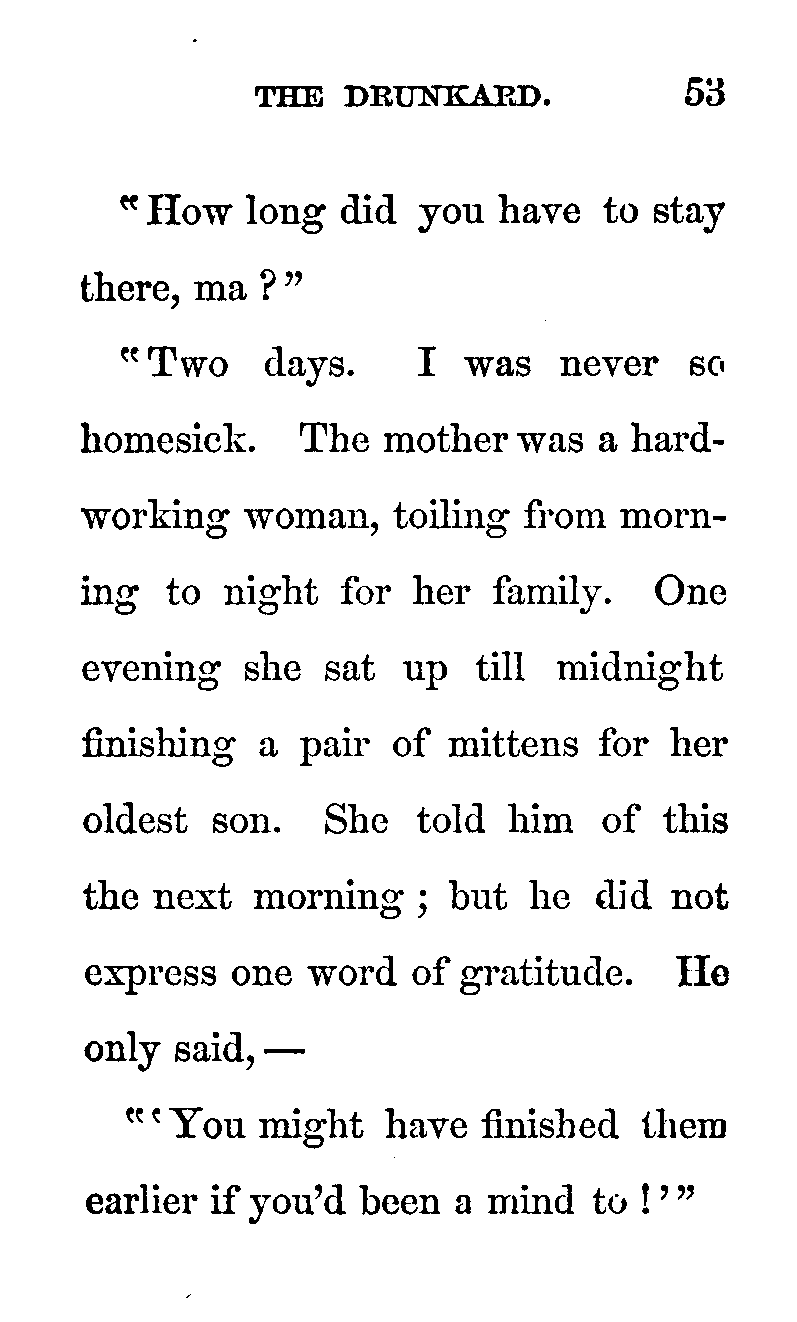 THE DRUNKARD. 53
"How long did you have to stay
there, ma?"
"Two days. I was never so
homesick. The mother was a hard-
working woman, toiling from morn-
ing to night for her family. One
evening she sat up till midnight
finishing a pair of mittens for her
oldest son. She told him of this
the next morning; but he did not
express one word of gratitude. He
only said,—
"'You might have finished them
earlier if you'd been a mind to!'"